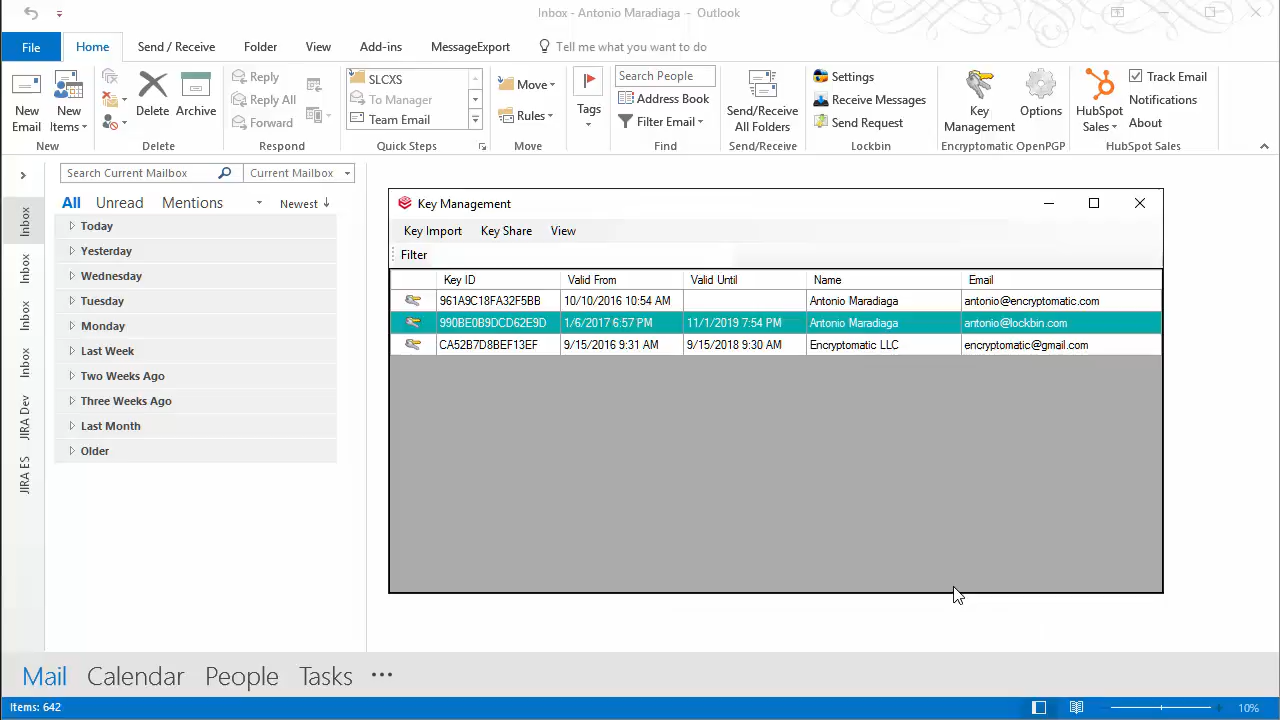 Inbox - Antonio Maradiaga - Outlook
File Home Send / Receive Folder View Add-ins MessageExport Tell me what you want to do
New Email
New Items
New
Delete
Archive
Delete
Reply
Reply All
Forward
Respond
SLCXS
To Manager
Team Email
Quick Steps
Move
Rules
Move
Tags
Search People
Address Book
Filter Email
Find
Send/Receive All Folders
Send/Receive
Settings
Receive Messages
Send Request
Lockbin
Key Management
Options
Encryptomatic OpenPGP
HubSpot Sales
Track Email
Notifications
About
HubSpot Sales
Search Current Mailbox Current Mailbox
All Unread Mentions Newest
Today
Yesterday
Wednesday
Tuesday
Monday
Last Week
Two Weeks Ago
Three Weeks Ago
Last Month
Older
Inbox
Inbox
Inbox
Inbox
JIRA Dev
JIRA ES
Key Management
Key Import Key Share View
Filter
Key ID Valid From Valid Until Name Email
961A9C18FA32F5BB 10/10/2016 10:54 AM Antonio Maradiaga antonio@encryptomatic.com
990BE0B9DCD62E9D 1/6/2017 6:57 PM 11/1/2019 7:54 PM Antonio Maradiaga antonio@lockbin.com
CA52B7D8BEF13EF 9/15/2016 9:31 AM 9/15/2018 9:30 AM Encryptomatic LLC encryptomatic@gmail.com
Mail Calendar People Tasks
Items: 642
10%